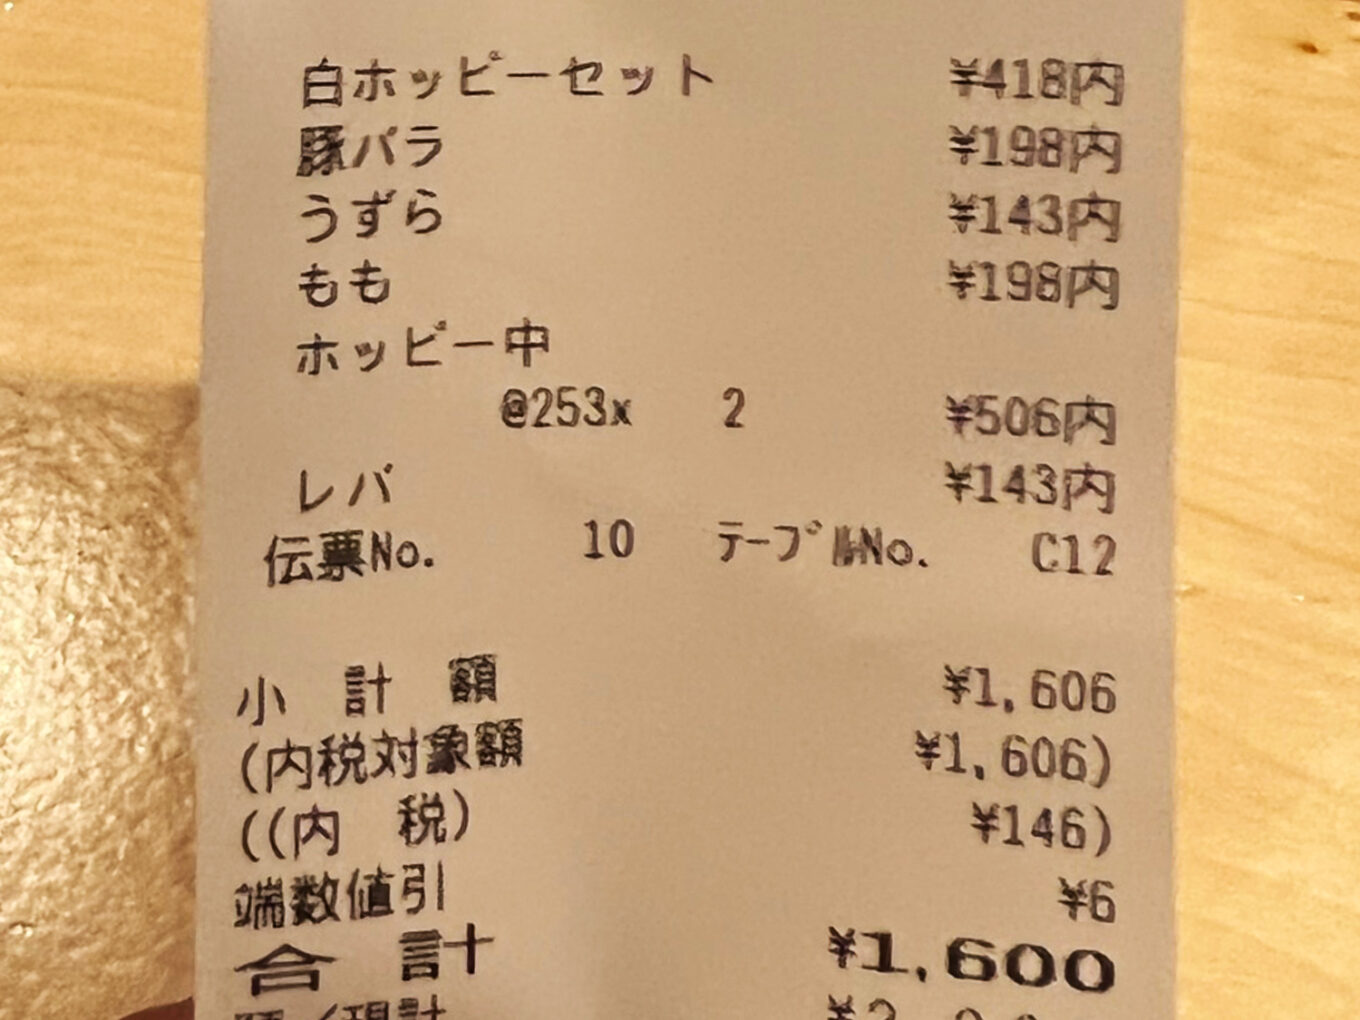 白ホッピーセット ¥418内
豚バラ ¥198内
うずら ¥143内
もも ¥198内
ホッピー中
@253x 2 ¥506内
レバ ¥143内
伝票No. 10 テーブルNo. C12
小 計 額 ¥1,606
(内税対象額 ¥1,606)
((内 税) ¥146)
端数値引 ¥6
合 計 ¥1,600